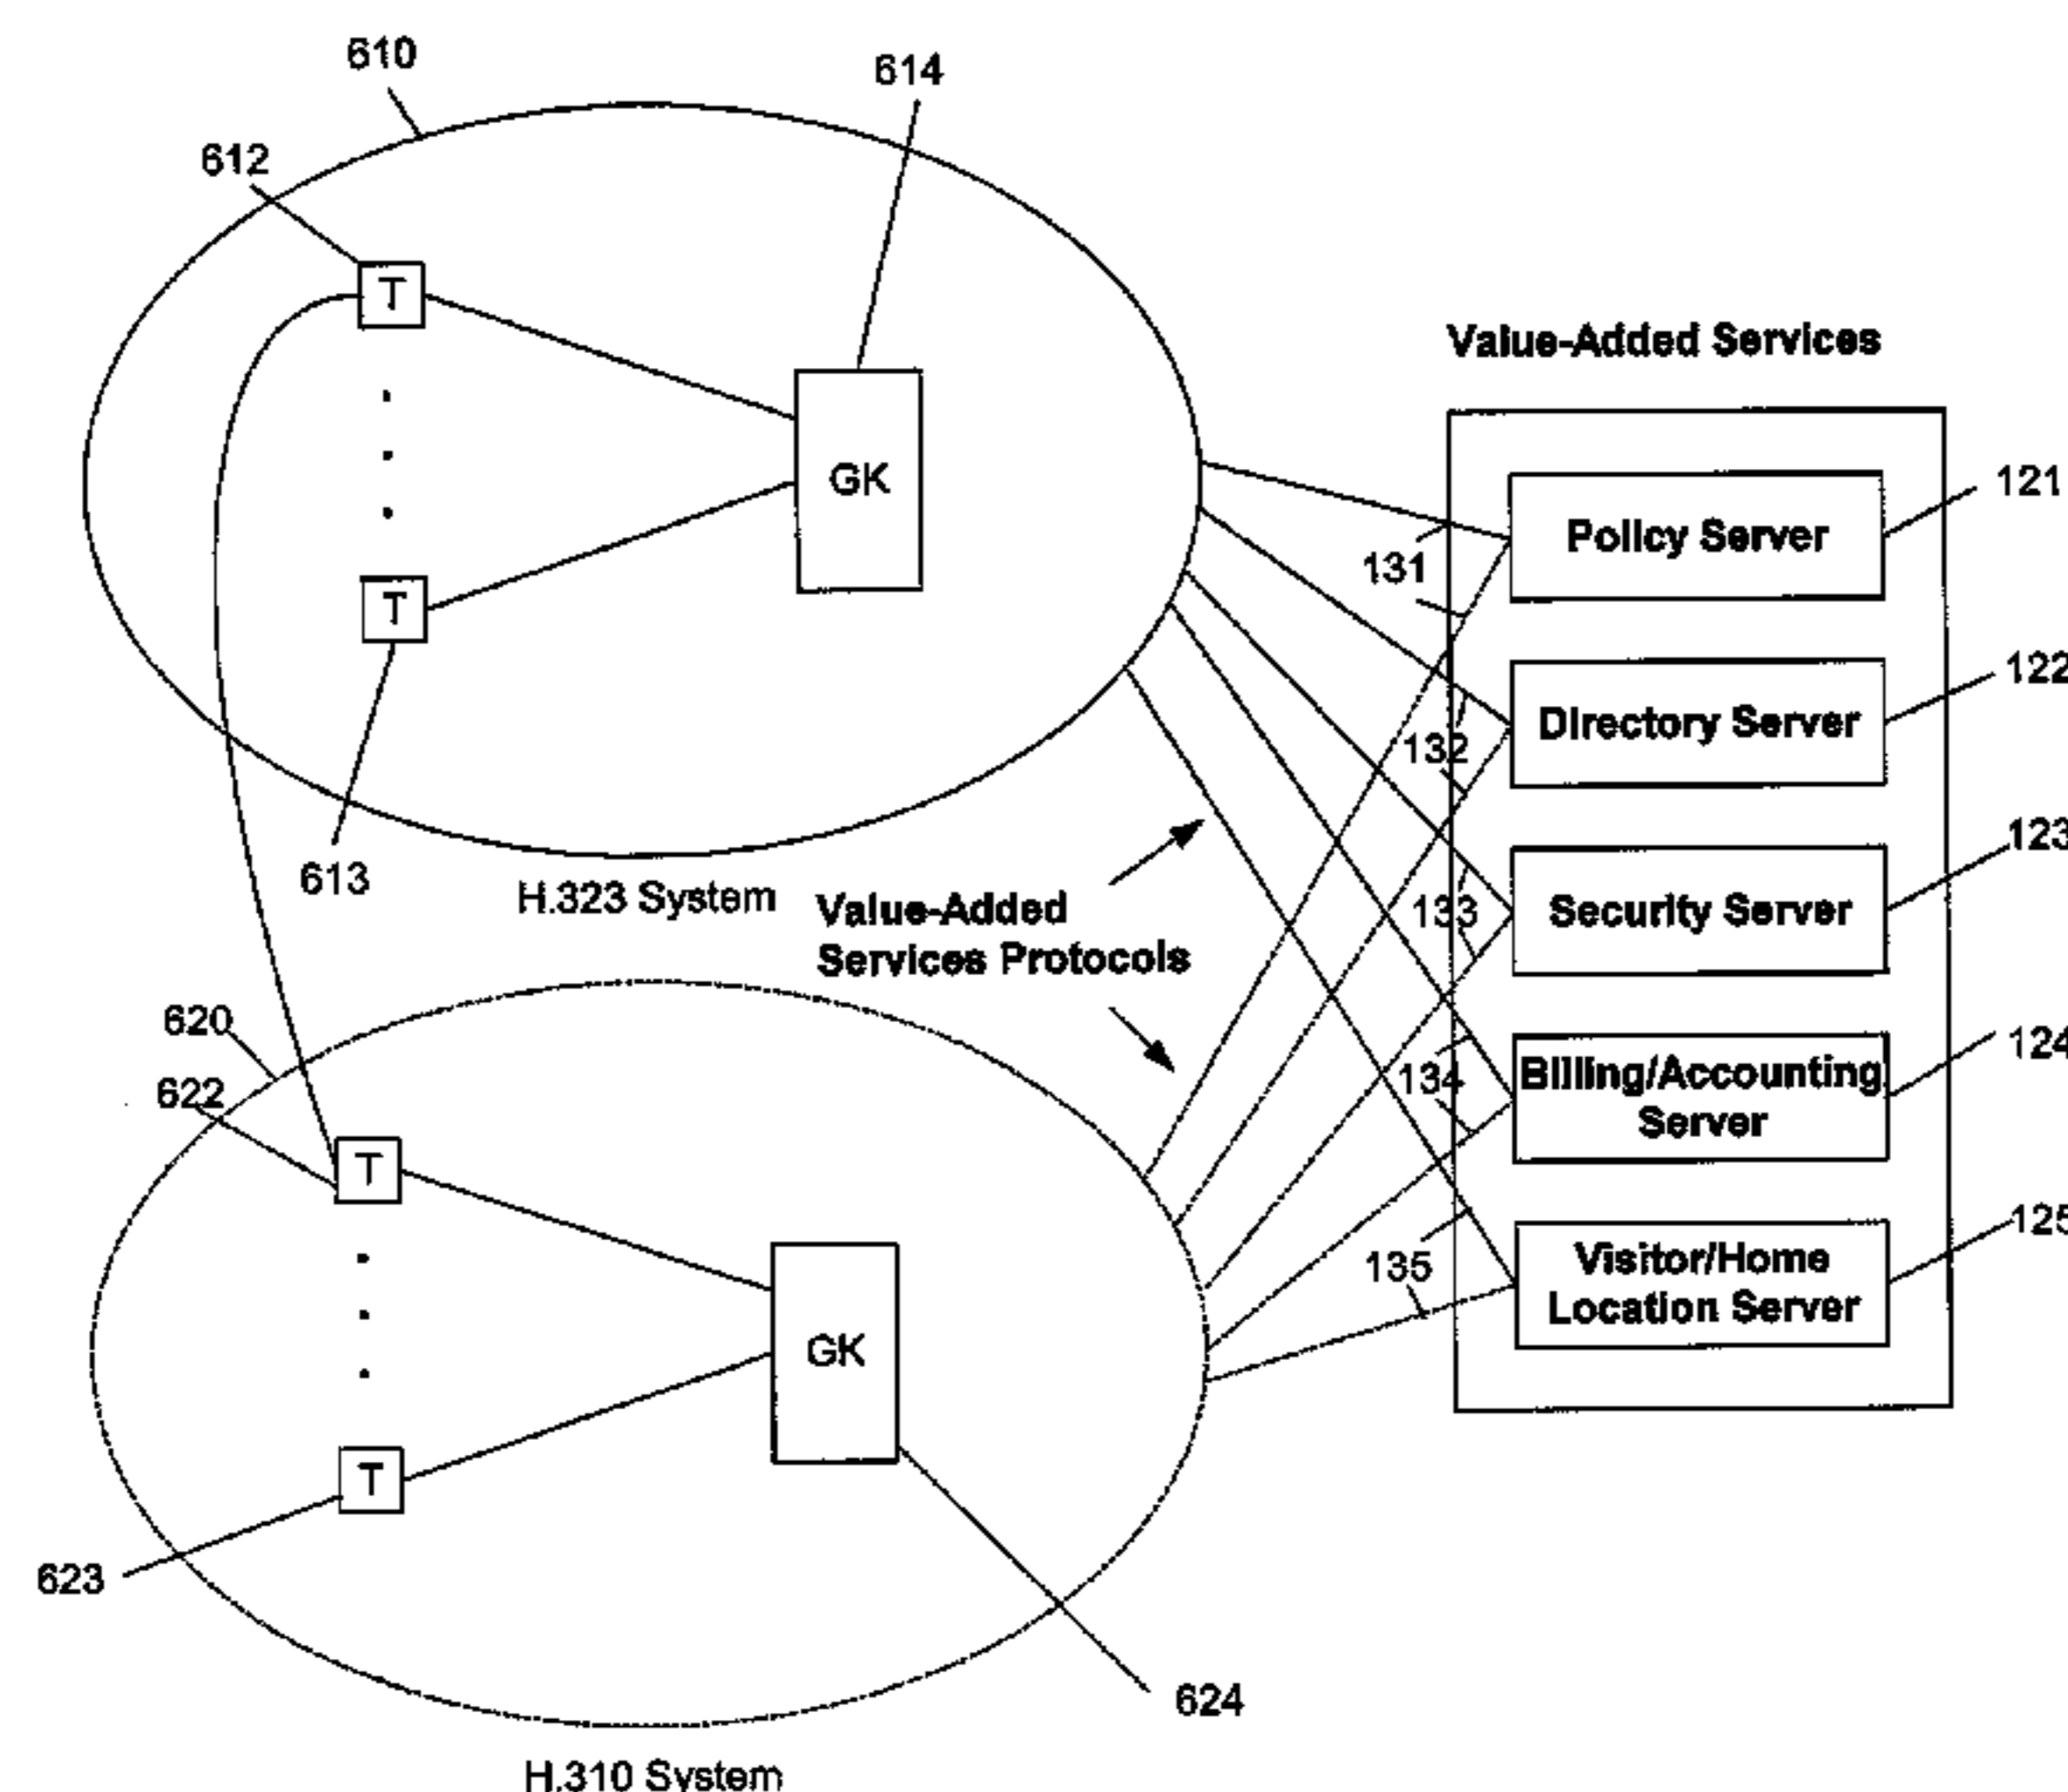 610
614
612
T
GK
T
613
H.323 System
Value-Added
Services Protocols
Value-Added Services
Policy Server
121
131
Directory Server
122
132
Security Server
123
133
Billing/Accounting
Server
124
134
Visitor/Home
Location Server
125
135
620
622
T
GK
T
623
624
H.310 System